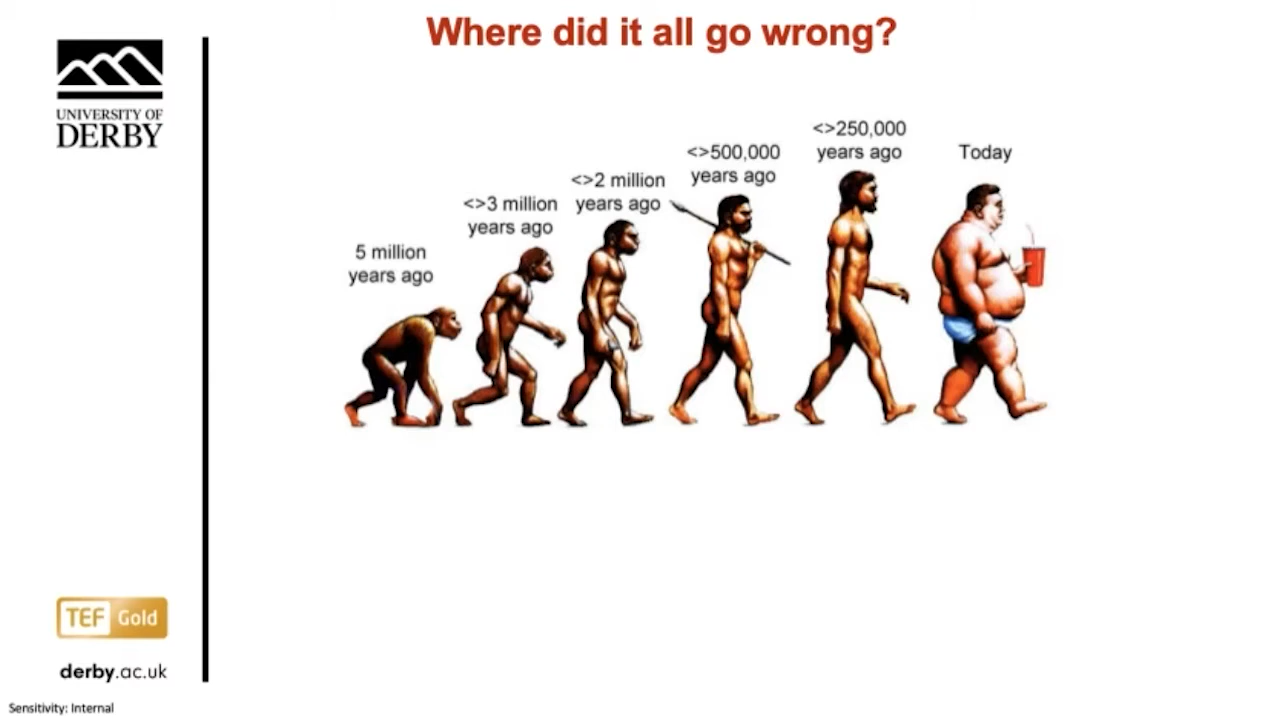 Where did it all go wrong?
UNIVERSITY OF
DERBY
5 million
years ago
<>3 million
years ago
<>2 million
years ago
<>500,000
years ago
<>250,000
years ago
Today
TEF Gold
derby.ac.uk
Sensitivity: Internal